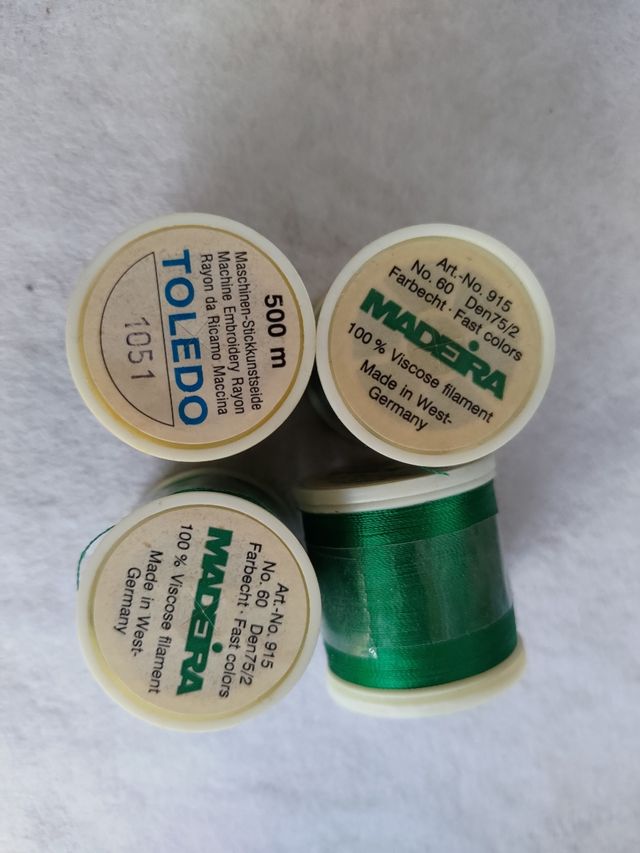 500 m
Maschinen-Stickkunstseide
Machine Embroidery Rayon
Rayon da Ricamo Maccina
TOLEDO
1051
Art.-No. 915
No. 60 Den75/2
Farbecht · Fast colors
MADEIRA
100 % Viscose filament
Made in West-
Germany
Art.-No. 915
No. 60 Den75/2
Farbecht · Fast colors
MADEIRA
100 % Viscose filament
Made in West-
Germany